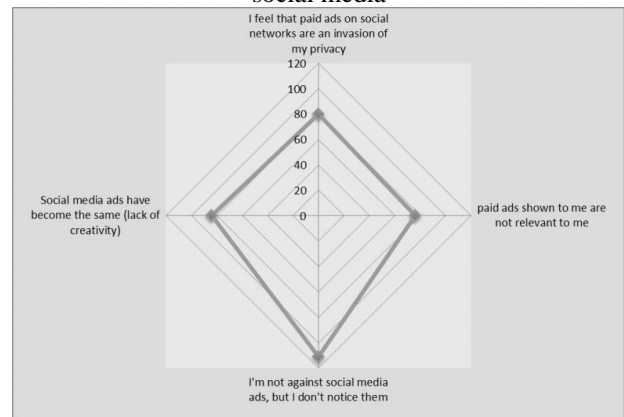 social media
I feel that paid ads on social
networks are an invasion of
my privacy
120
100
80
60
40
20
0
Social media ads have
become the same (lack of
creativity)
paid ads shown to me are
not relevant to me
I'm not against social media
ads, but I don't notice them